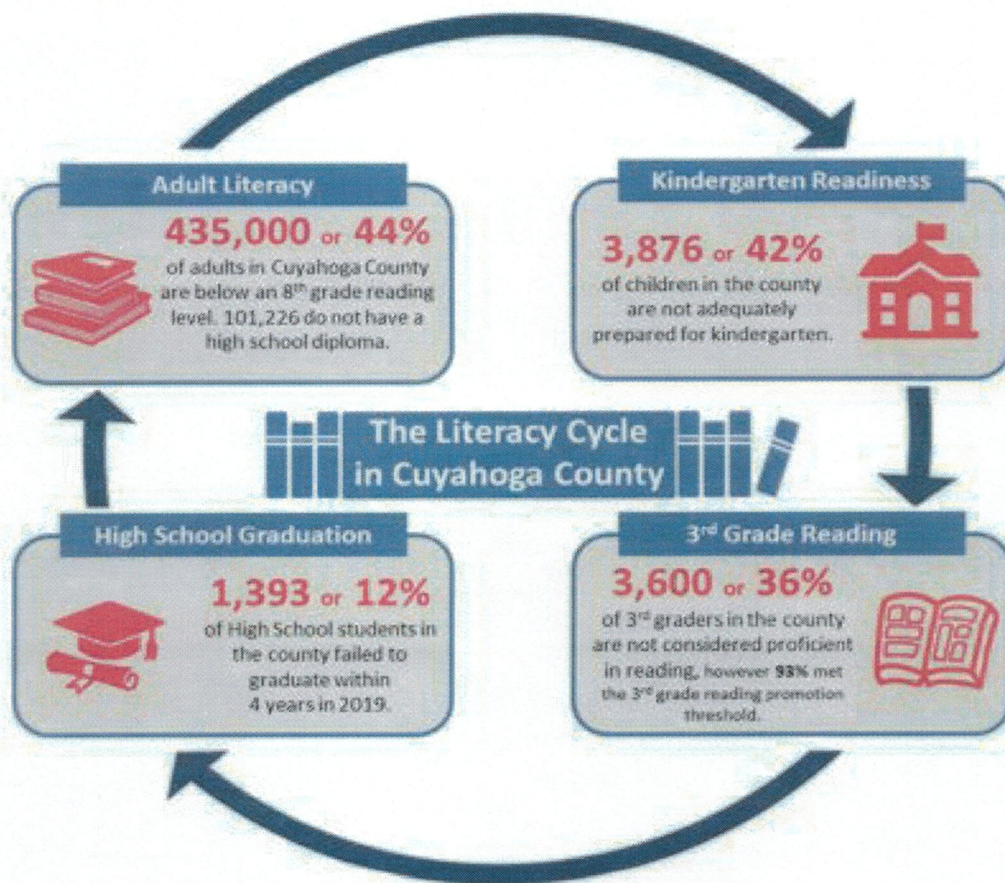 Adult Literacy
435,000 or 44%
of adults in Cuyahoga County
are below an 8th grade reading
level. 101,226 do not have a
high school diploma.
Kindergarten Readiness
3,876 or 42%
of children in the county
are not adequately
prepared for kindergarten.
The Literacy Cycle
in Cuyahoga County
High School Graduation
1,393 or 12%
of High School students in
the county failed to
graduate within
4 years in 2019.
3rd Grade Reading
3,600 or 36%
of 3rd graders in the county
are not considered proficient
in reading, however 93% met
the 3rd grade reading promotion
threshold.